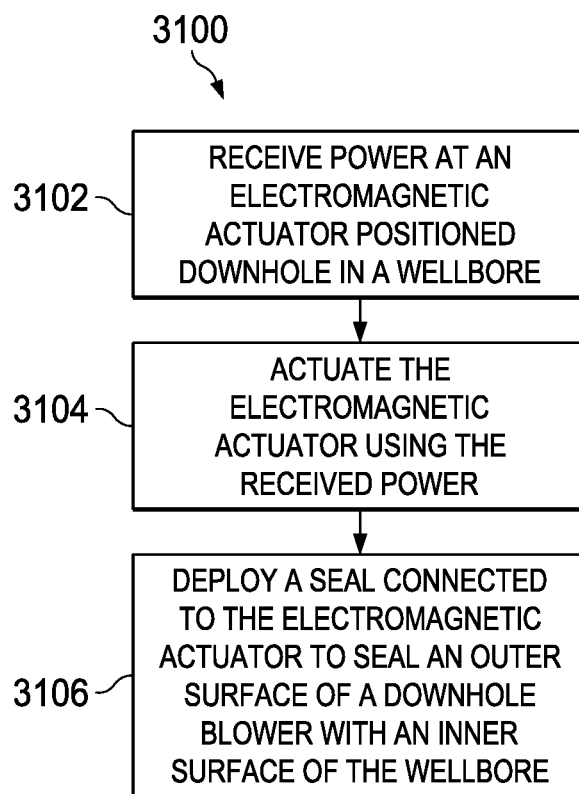 3100
3102
RECEIVE POWER AT AN
ELECTROMAGNETIC
ACTUATOR POSITIONED
DOWNHOLE IN A WELLBORE
3104
ACTUATE THE
ELECTROMAGNETIC
ACTUATOR USING THE
RECEIVED POWER
3106
DEPLOY A SEAL CONNECTED
TO THE ELECTROMAGNETIC
ACTUATOR TO SEAL AN OUTER
SURFACE OF A DOWNHOLE
BLOWER WITH AN INNER
SURFACE OF THE WELLBORE